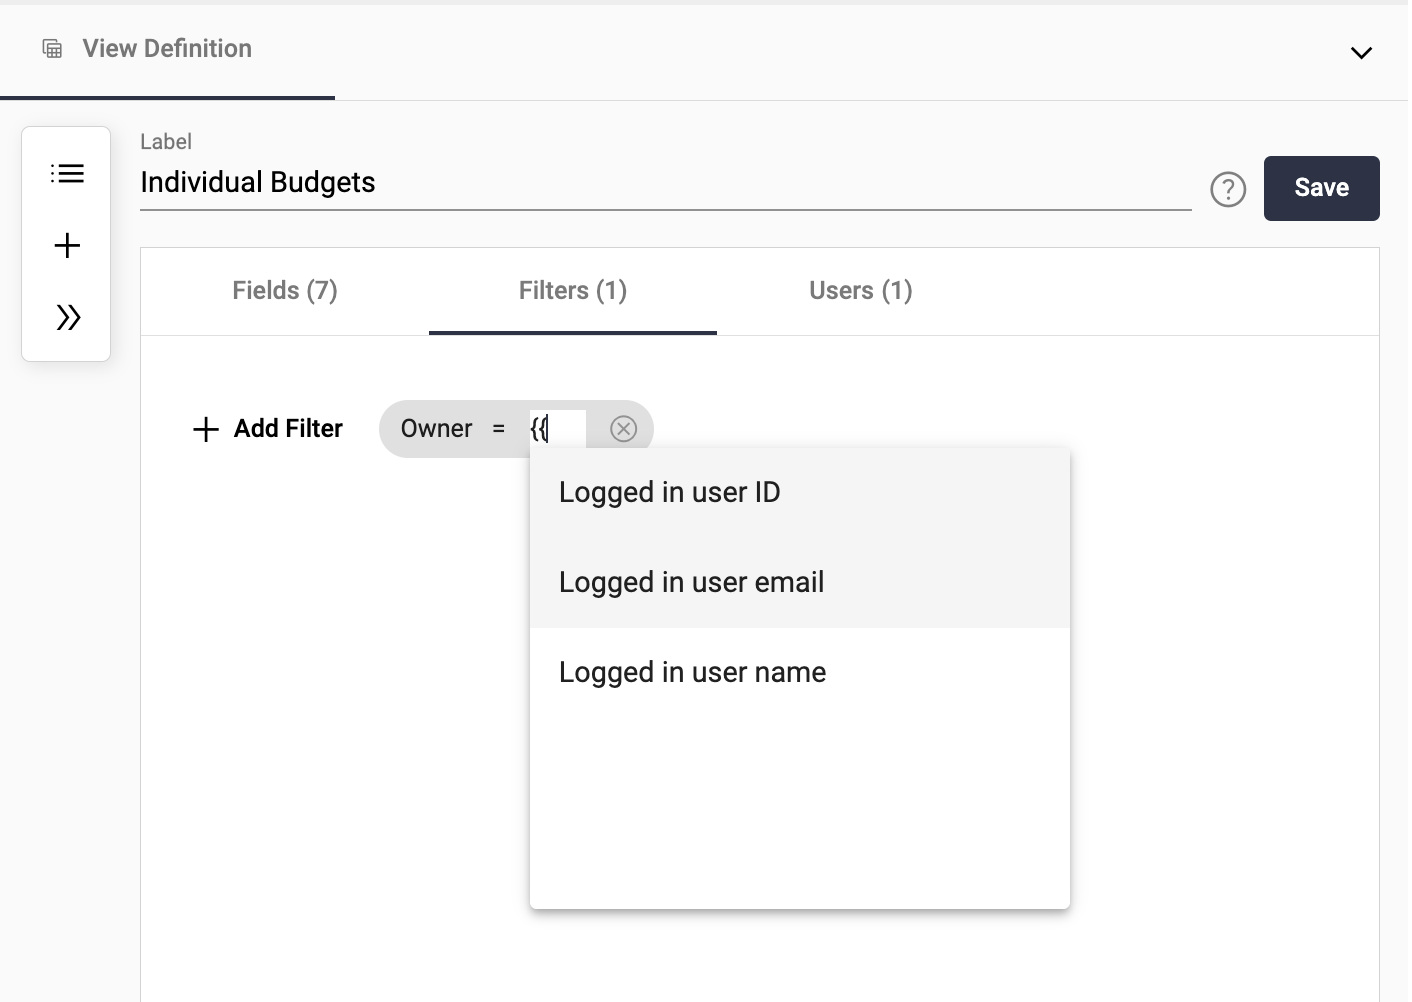 View Definition
Label
Individual Budgets
Save
Fields (7)
Filters (1)
Users (1)
Add Filter
Owner = {{
Logged in user ID
Logged in user email
Logged in user name